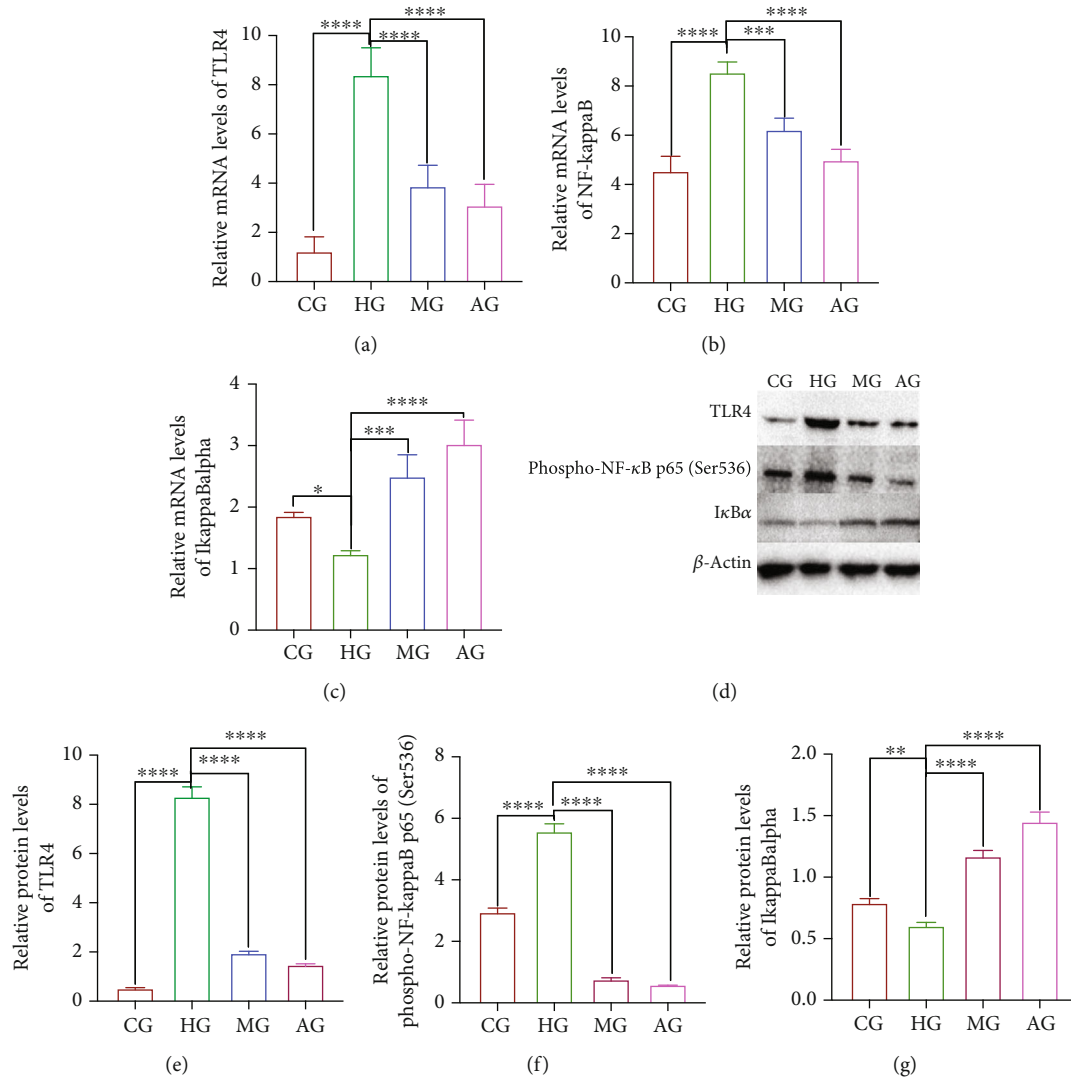 Relative mRNA levels of TLR4
10
8
6
4
2
0
****
****
****
CG HG MG AG
(a)
Relative mRNA levels
of NF-kappaB
10
8
6
4
2
0
****
****
***
CG HG MG AG
(b)
Relative mRNA levels
of IkappaBalpha
4
3
2
1
0
****
***
*
CG HG MG AG
(c)
CG HG MG AG
TLR4
Phospho-NF-κB p65 (Ser536)
IκBα
β-Actin
(d)
Relative protein levels
of TLR4
10
8
6
4
2
0
****
****
****
CG HG MG AG
(e)
Relative protein levels of
phospho-NF-kappaB p65 (Ser536)
8
6
4
2
0
****
****
****
CG HG MG AG
(f)
Relative protein levels
of IkappaBalpha
2.0
1.5
1.0
0.5
0.0
****
**
****
CG HG MG AG
(g)